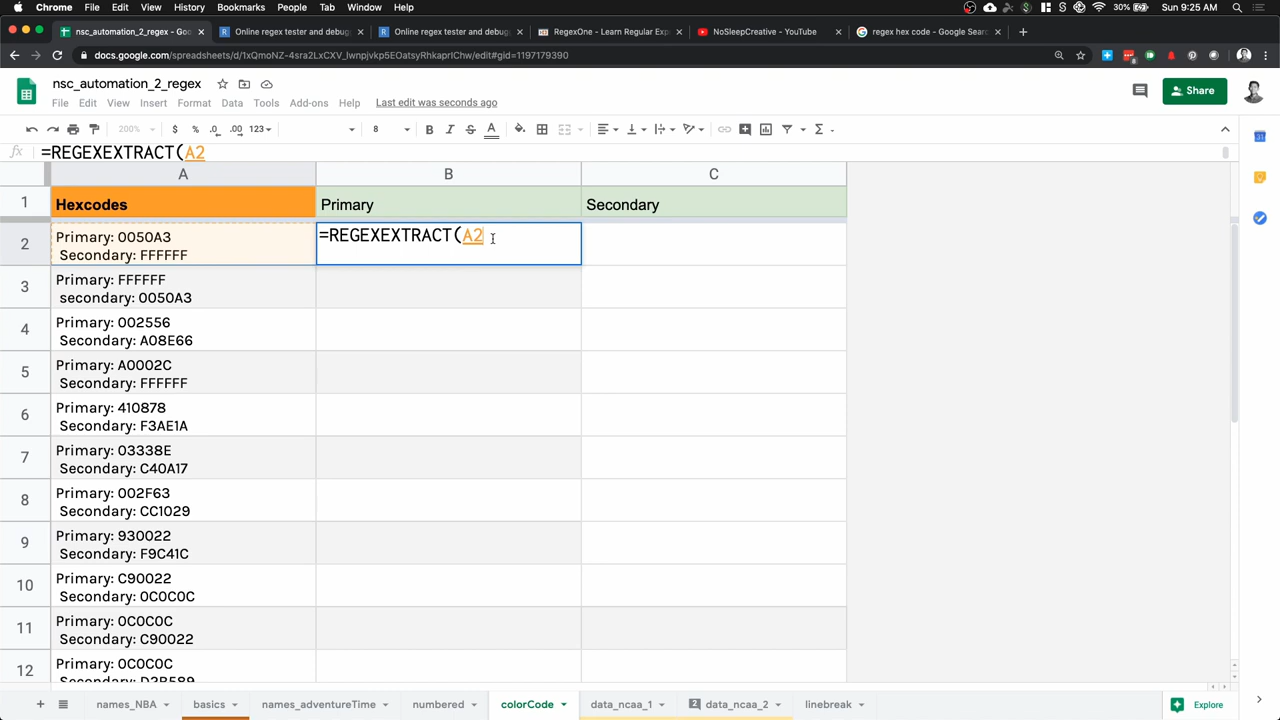 Chrome File Edit View History Bookmarks People Tab Window Help 30% Sun 9:25 AM
nsc_automation_2_regex - Goo Online regex tester and debugg Online regex tester and debugg RegexOne - Learn Regular Exp NoSleepCreative - YouTube regex hex code - Google Searc
docs.google.com/spreadsheets/d/1xQmoNZ-4sra2LxCXV_lwnpjvkp5EOatsyRhkaprIChw/edit#gid=1197179390
nsc_automation_2_regex
File Edit View Insert Format Data Tools Add-ons Help Last edit was seconds ago
Share
200% $ % .0 .00 123 8 B I S A
fx =REGEXEXTRACT(A2
A B C
1 Hexcodes Primary Secondary
2 Primary: 0050A3 =REGEXEXTRACT(A2
Secondary: FFFFFF
3 Primary: FFFFFF
secondary: 0050A3
4 Primary: 002556
Secondary: A08E66
5 Primary: A0002C
Secondary: FFFFFF
6 Primary: 410878
Secondary: F3AE1A
7 Primary: 03338E
Secondary: C40A17
8 Primary: 002F63
Secondary: CC1029
9 Primary: 930022
Secondary: F9C41C
10 Primary: C90022
Secondary: 0C0C0C
11 Primary: 0C0C0C
Secondary: C90022
12 Primary: 0C0C0C
Secondary: D2B589
names_NBA basics names_adventureTime numbered colorCode data_ncaa_1 2 data_ncaa_2 linebreak Explore